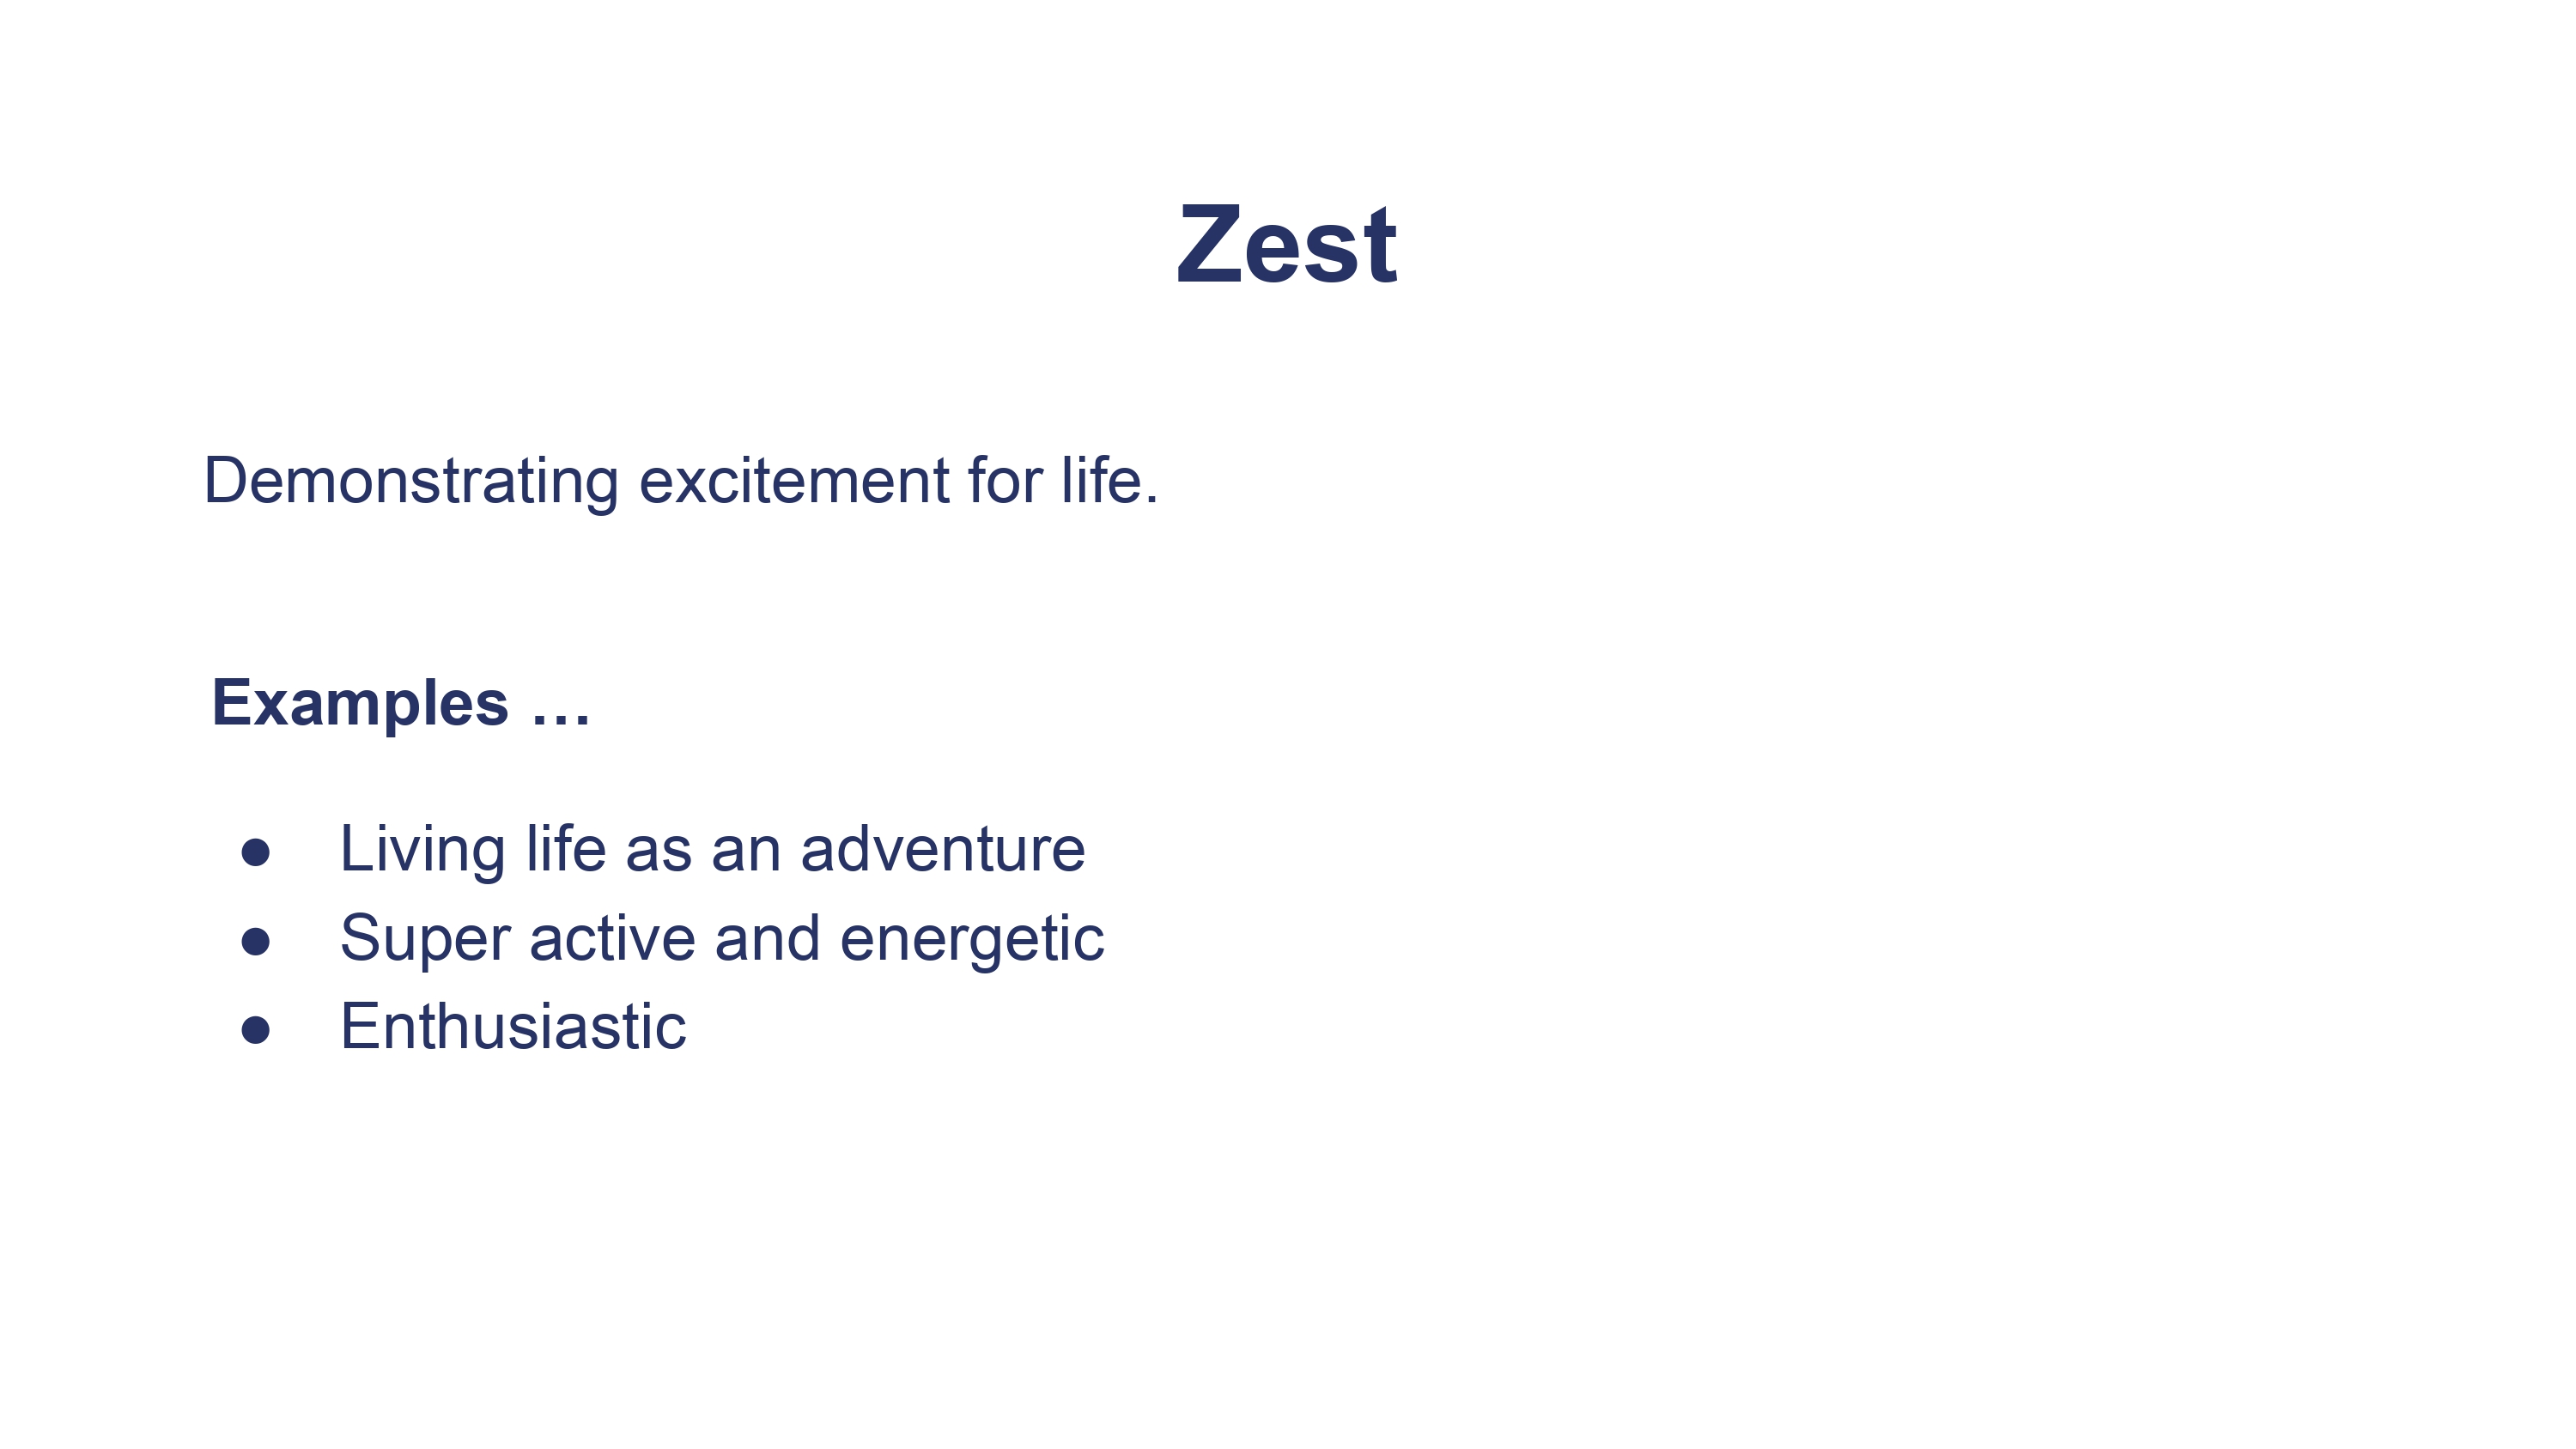 Zest
Demonstrating excitement for life.
Examples …
● Living life as an adventure
● Super active and energetic
● Enthusiastic